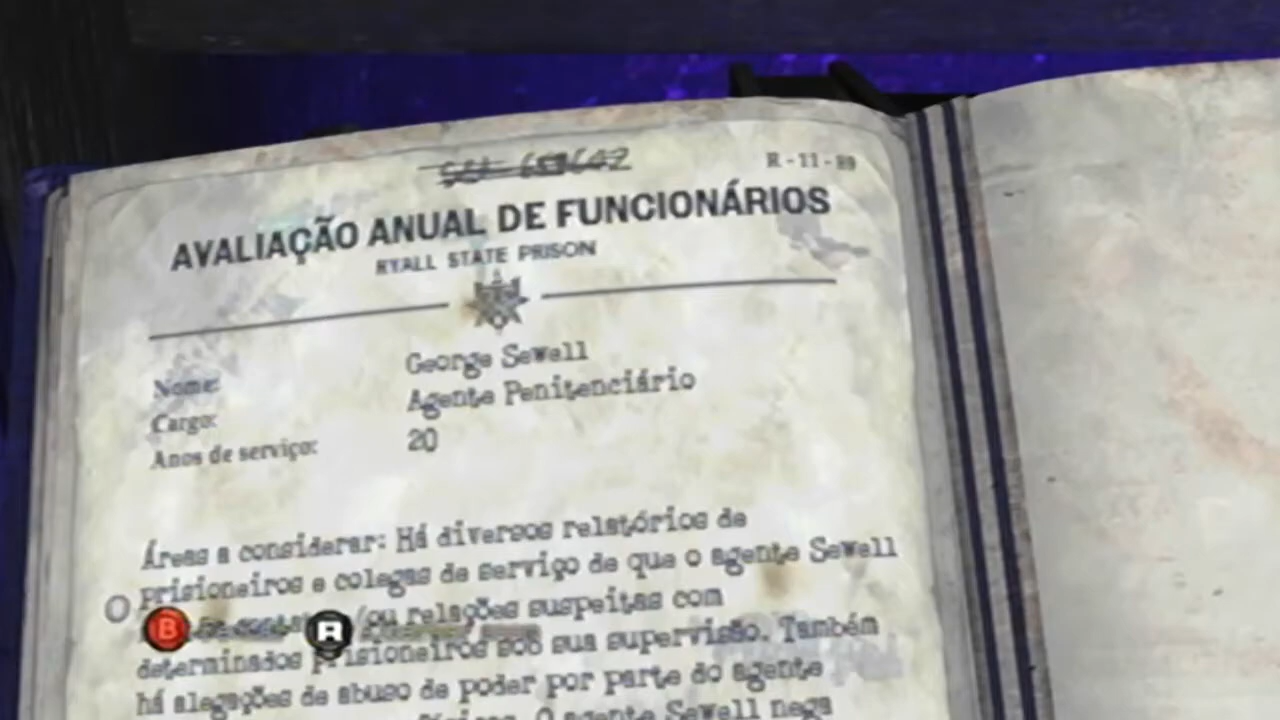 R-11-89
AVALIAÇÃO ANUAL DE FUNCIONÁRIOS
RYALL STATE PRISON
Nome: George Sewell
Cargo: Agente Penitenciário
Anos de serviço: 20
Áreas a considerar: Há diversos relatórios de
prisioneiros e colegas de serviço de que o agente Sewell
B R /ou relações suspeitas com
determinados prisioneiros sob sua supervisão. Também
há alegações de abuso de poder por parte do agente
O agente Sewell nega